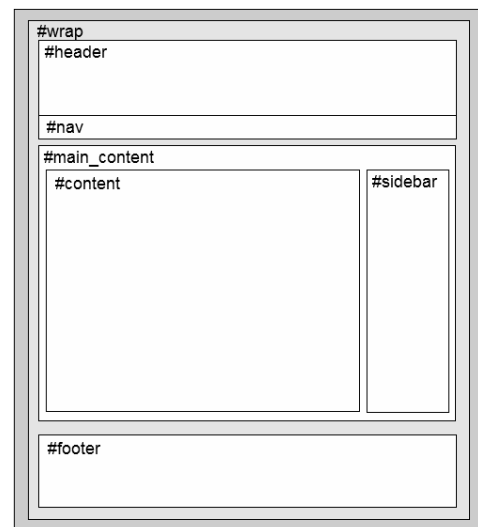 #wrap
#header
#nav
#main_content
#content
#sidebar
#footer